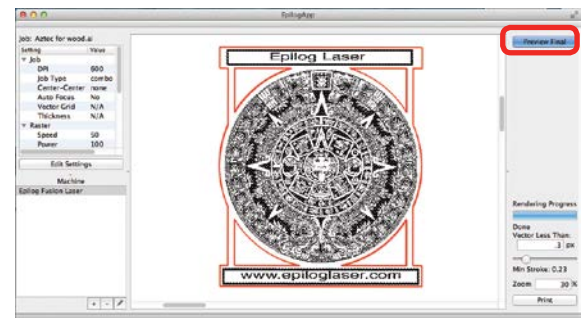 EpilogApp
Job: Aztec for wood.ai
Setting Value
Job
DPI 600
Job Type combo
Center-Center none
Auto Focus No
Vector Grid N/A
Thickness N/A
Raster
Speed 50
Power 100
Edit Settings
Machine
Epilog Fusion Laser
+ -
Epilog Laser
www.epiloglaser.com
Preview Final
Rendering Progress
Done
Vector Less Than:
.3 px
Min Stroke: 0.23
Zoom 30 %
Print